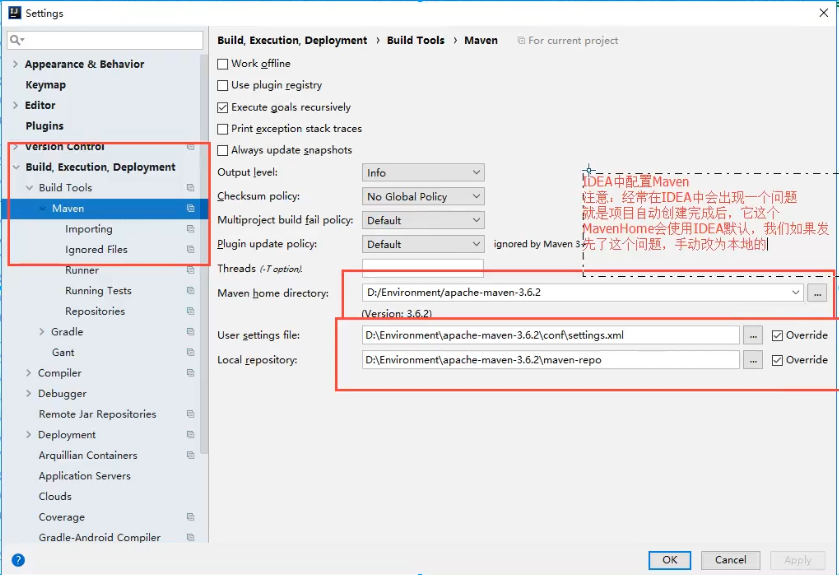 Settings
Build, Execution, Deployment › Build Tools › Maven For current project
Appearance & Behavior
Keymap
Editor
Plugins
Version Control
Build, Execution, Deployment
Build Tools
Maven
Importing
Ignored Files
Runner
Running Tests
Repositories
Gradle
Gant
Compiler
Debugger
Remote Jar Repositories
Deployment
Arquillian Containers
Application Servers
Clouds
Coverage
Gradle-Android Compiler
Work offline
Use plugin registry
Execute goals recursively
Print exception stack traces
Always update snapshots
Output level: Info
Checksum policy: No Global Policy
Multiproject build fail policy: Default
Plugin update policy: Default ignored by Maven 3
Threads (-T option).
Maven home directory: D:/Environment/apache-maven-3.6.2 ...
(Version: 3.6.2)
User settings file: D:\Environment\apache-maven-3.6.2\conf\settings.xml ... Override
Local repository: D:\Environment\apache-maven-3.6.2\maven-repo ... Override
IDEA中配置Maven
注意，经常在IDEA中会出现一个问题
就是项目自动创建完成后，它这个
MavenHome会使用IDEA默认，我们如果发
先了这个问题，手动改为本地的
?
OK Cancel Apply